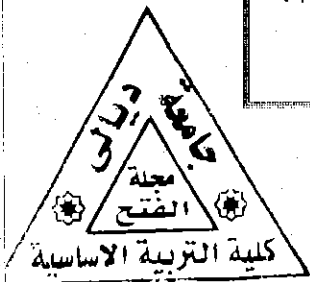 جامعة ديالى
مجلة
الفتح
كلية التربية الاساسية